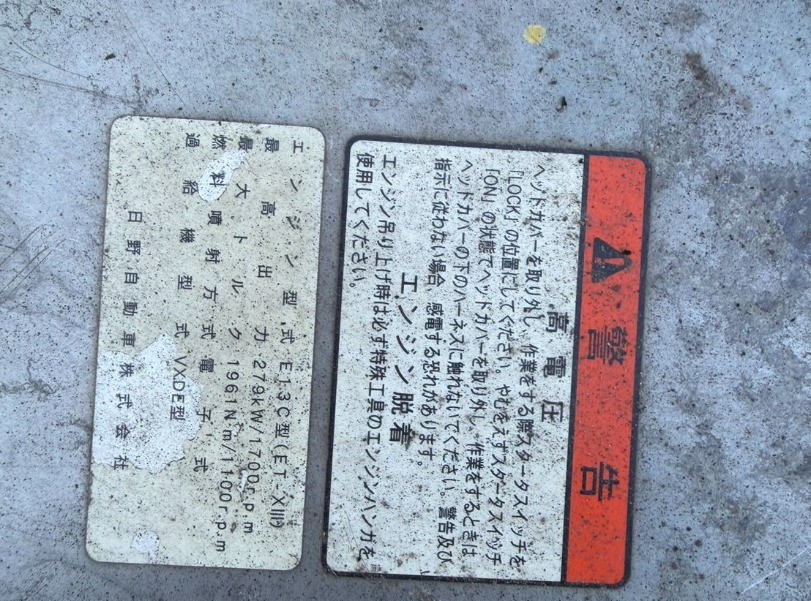 警告
高電圧
ヘッドカバーを取り外し、作業をする際スタータスイッチを
「LOCK」の位置にしてください。やむをえずスタータスイッチ
「ON」の状態でヘッドカバーを取り外し、作業をするときは
ヘッドカバーの下のハーネスに触れないでください。警告及び
指示に従わない場合、感電する恐れがあります。
エンジン脱着
エンジン吊り上げ時は必ず特殊工具のエンジンハンガを
使用してください。
エンジン型式 E13C型(ET-XIII)
最高出力 279kW/1700r.p.m
最大トルク 1961N·m/1100r.p.m
燃料噴射方式 電子式
過給機型式 VXDE型
日野自動車株式会社